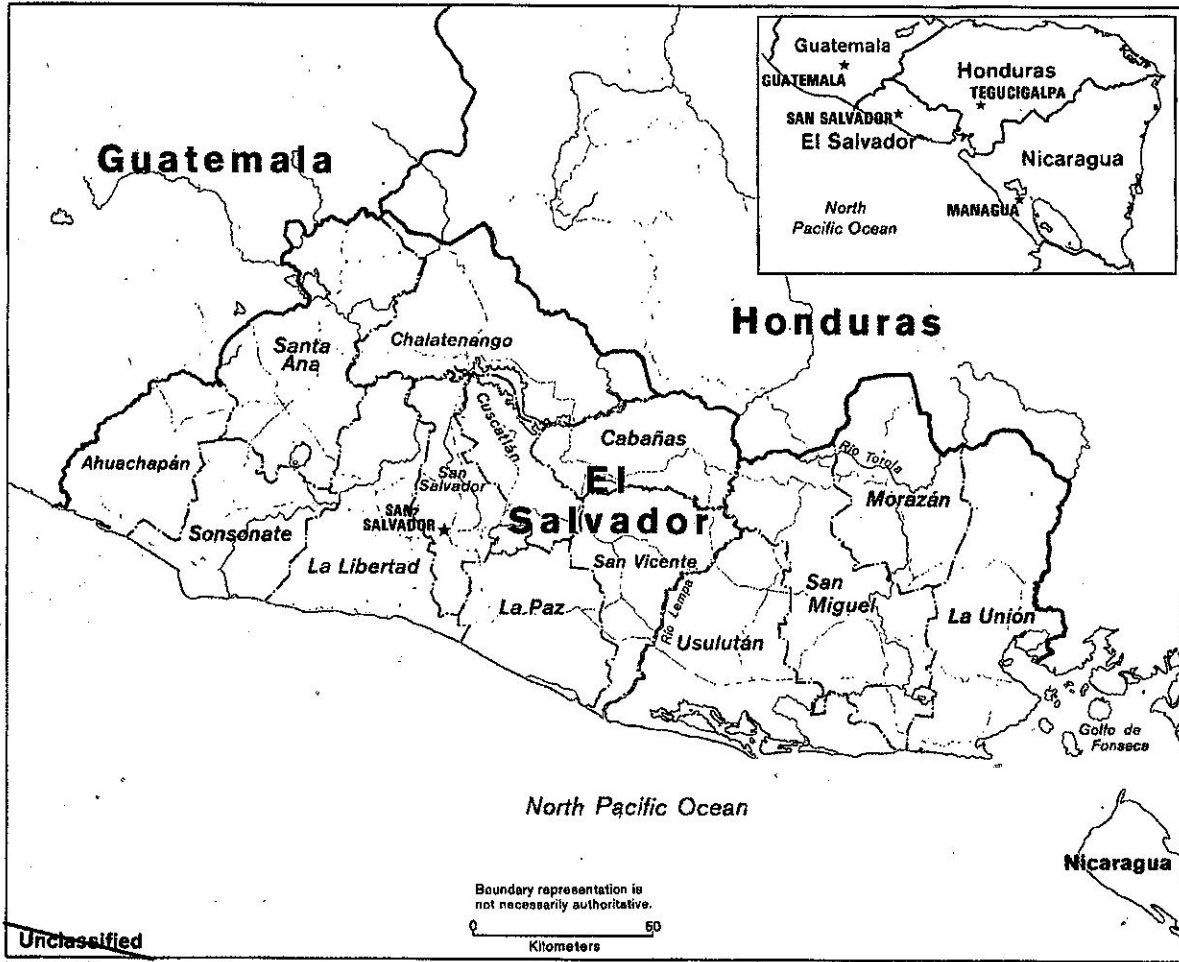 Guatemala
GUATEMALA
Honduras
TEGUCIGALPA
SAN SALVADOR
El Salvador
Nicaragua
MANAGUA
North
Pacific Ocean
Guatemala
Honduras
Santa
Ana
Chalatenango
Cuscatlán
Cabañas
Ahuachapán
Río Torola
San
Salvador
El
Salvador
Morazán
SAN
SALVADOR
Sonsonate
La Libertad
San Vicente
La Paz
Río Lempa
San
Miguel
Usulután
La Unión
Golfo de
Fonseca
North Pacific Ocean
Nicaragua
Boundary representation is
not necessarily authoritative.
0 60
Kilometers
Unclassified